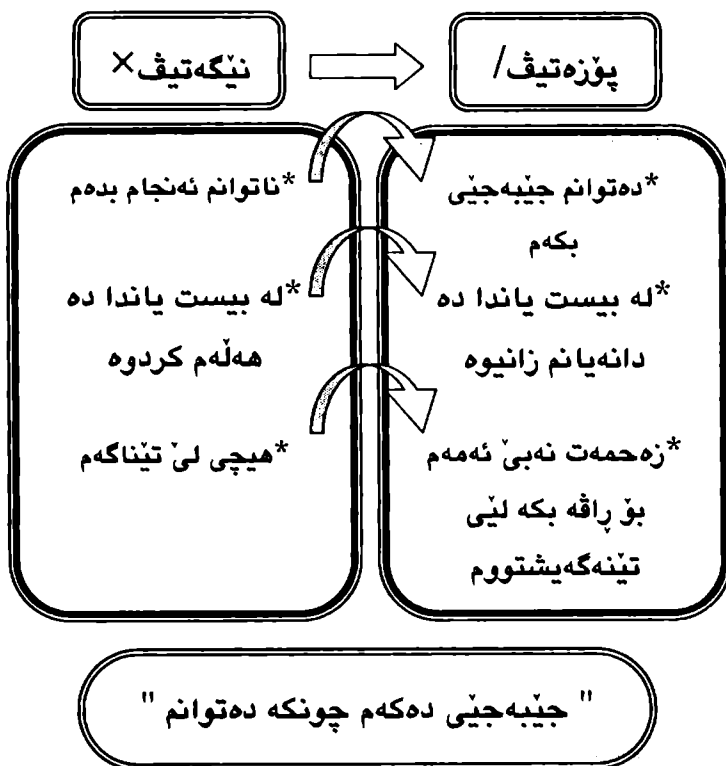 پۆزەتیڤ/
نێگەتیڤ×
*دەتوانم جێبەجێی
بکەم
*لە بیست یاندا دە
دانەیانم زانیوە
*زەحمەت نەبێ ئەمەم
بۆ ڕاڤە بکە لێی
تێنەگەیشتووم
*ناتوانم ئەنجام بدەم
*لە بیست یاندا دە
هەڵەم کردوە
*هیچی لێ تێناگەم
" جێبەجێی دەکەم چونکە دەتوانم "